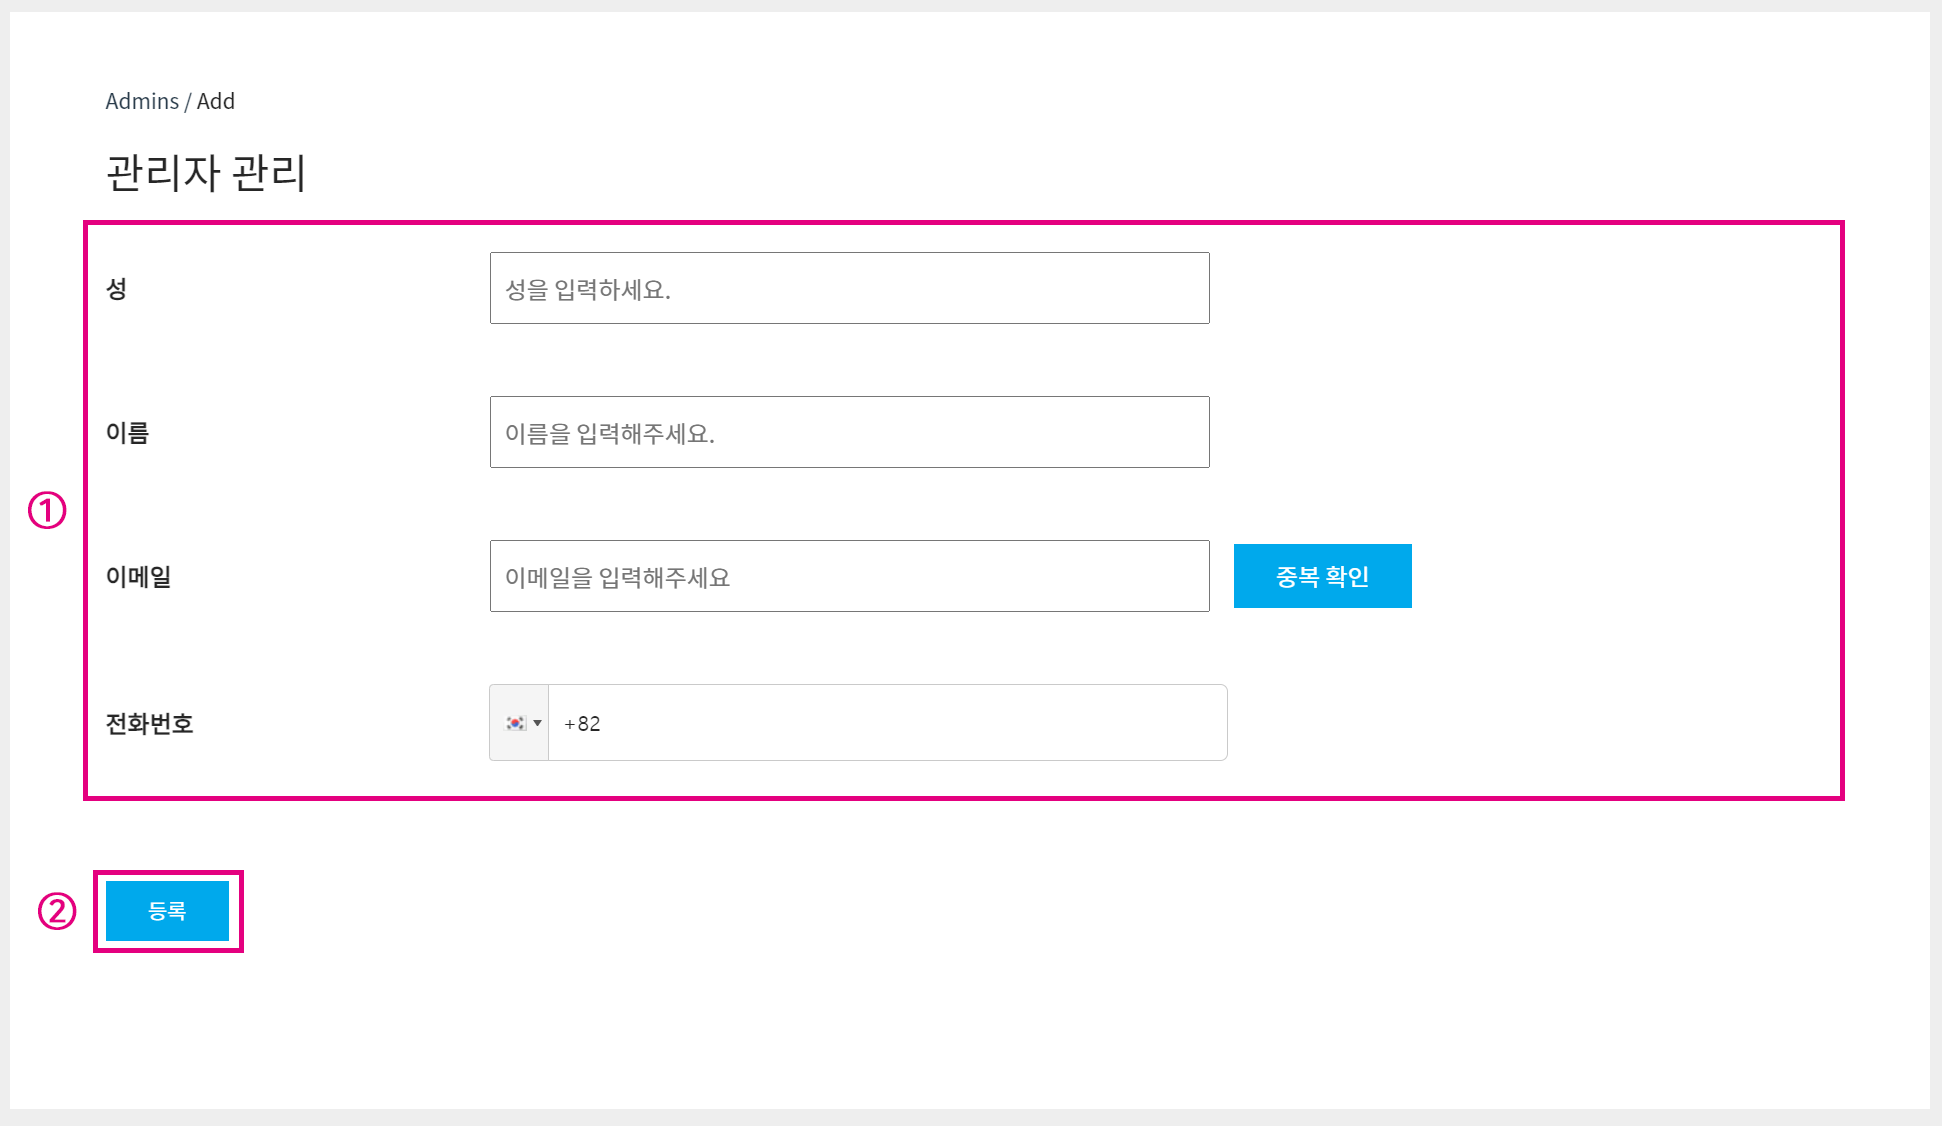 Admins / Add
관리자 관리
성
성을 입력하세요.
이름
이름을 입력해주세요.
①
이메일
이메일을 입력해주세요
중복 확인
전화번호
+82
②
등록